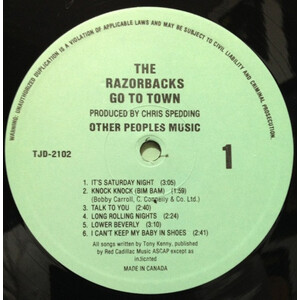 WARNING: UNAUTHORIZED DUPLICATION IS A VIOLATION OF APPLICABLE LAWS AND MAY BE SUBJECT TO CIVIL LIABILITY AND CRIMINAL PROSECUTION.
THE
RAZORBACKS
GO TO TOWN
PRODUCED BY CHRIS SPEDDING
OTHER PEOPLES MUSIC
TJD-2102
1
1. IT'S SATURDAY NIGHT (3:05)
2. KNOCK KNOCK (BIM BAM) (1:51)
(Bobby Carroll, C. Connelly & Co. Ltd.)
3. TALK TO YOU (2:40)
4. LONG ROLLING NIGHTS (2:24)
5. LOWER BEVERLY (3:10)
6. I CAN'T KEEP MY BABY IN SHOES (2:41)
All songs written by Tony Kenny, published
by Red Cadillac Music ASCAP except as
MADE IN CANADA